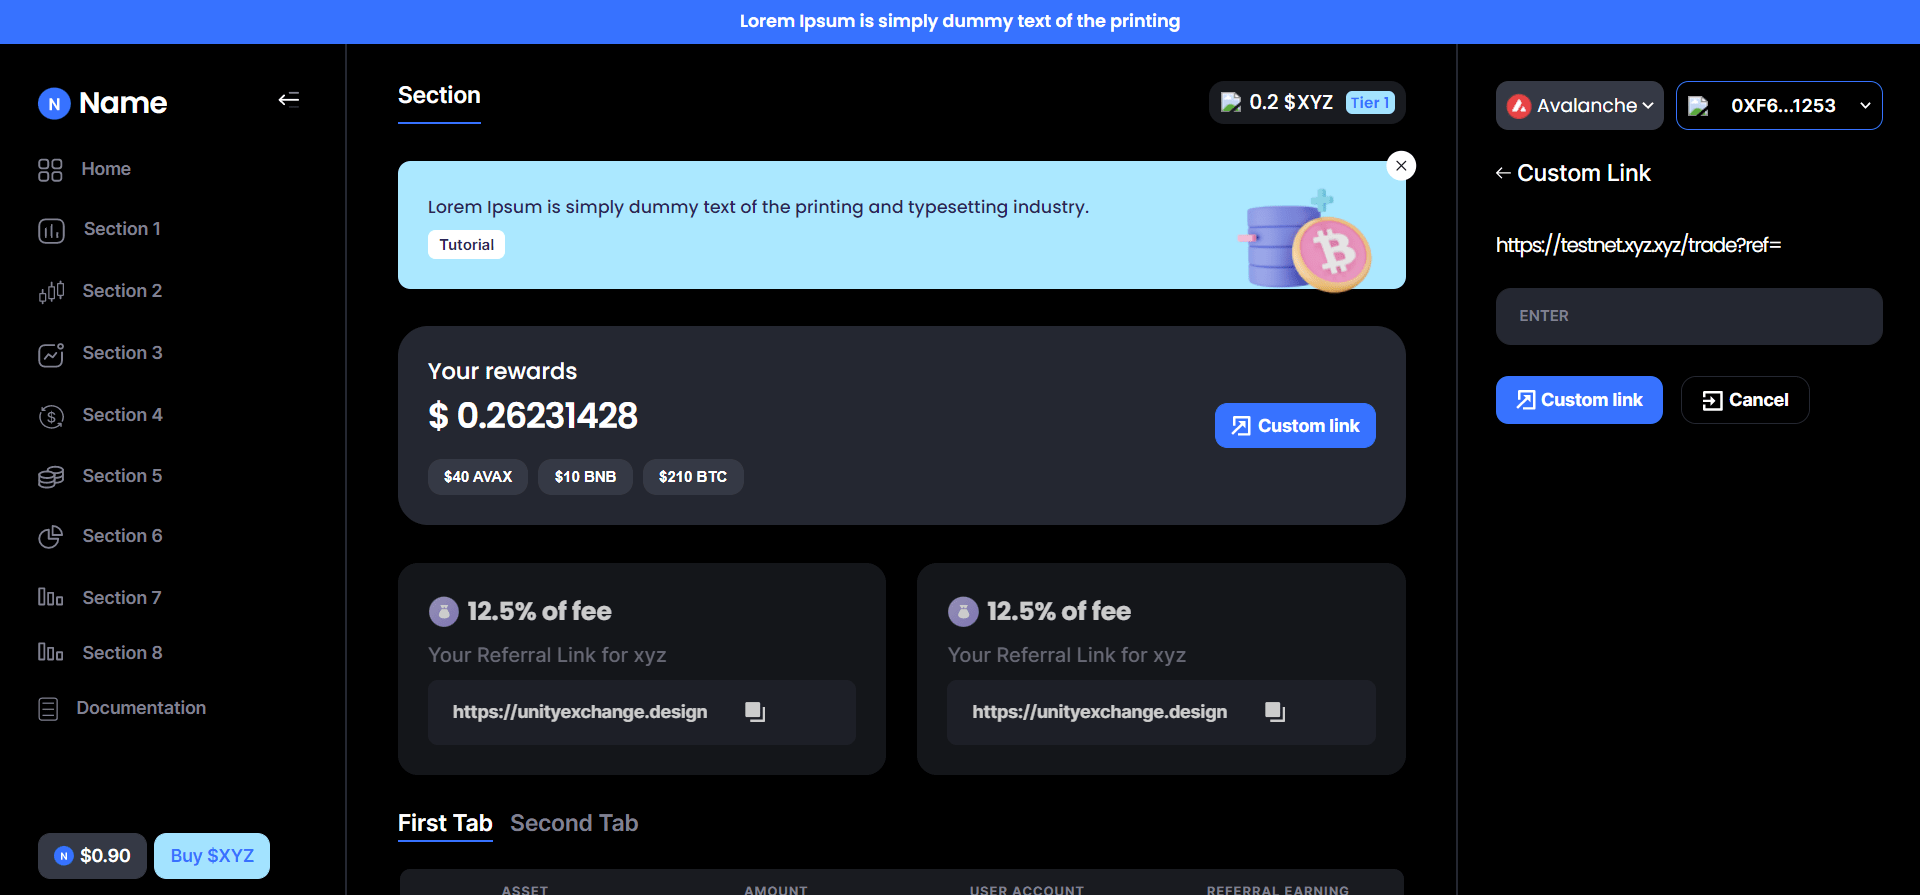 Lorem Ipsum is simply dummy text of the printing
N Name
Home
Section 1
Section 2
Section 3
Section 4
Section 5
Section 6
Section 7
Section 8
Documentation
N $0.90
Buy $XYZ
Section
0.2 $XYZ Tier 1
Lorem Ipsum is simply dummy text of the printing and typesetting industry.
Tutorial
Your rewards
$ 0.26231428
$40 AVAX $10 BNB $210 BTC
Custom link
12.5% of fee
Your Referral Link for xyz
https://unityexchange.design
12.5% of fee
Your Referral Link for xyz
https://unityexchange.design
First Tab Second Tab
ASSET AMOUNT USER ACCOUNT REFERRAL EARNING
Avalanche
0XF6...1253
Custom Link
https://testnet.xyz.xyz/trade?ref=
ENTER
Custom link
Cancel